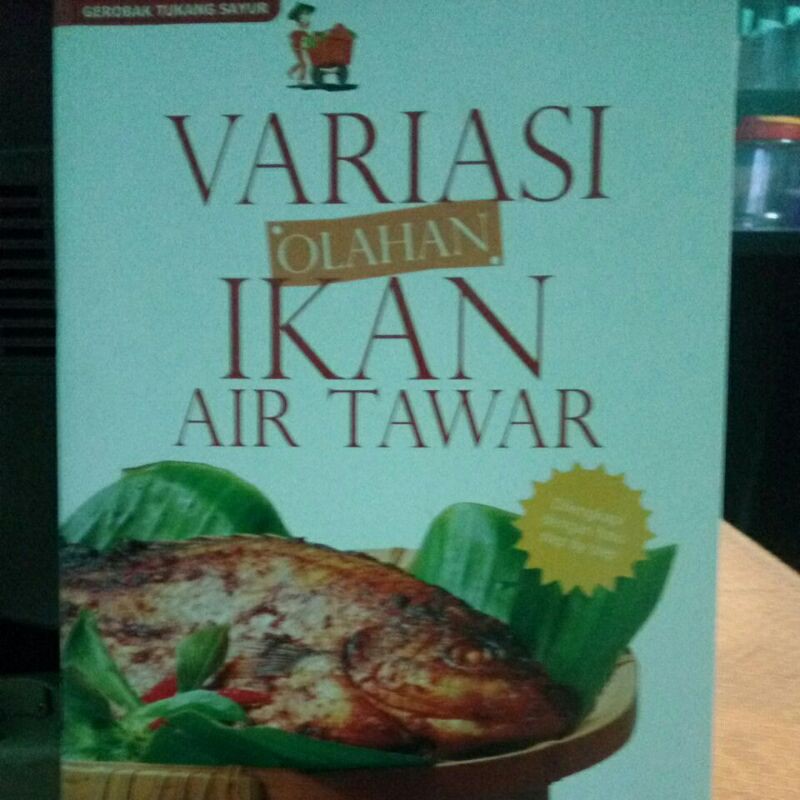 GEROBAK TUKANG SAYUR
VARIASI
OLAHAN
IKAN
AIR TAWAR